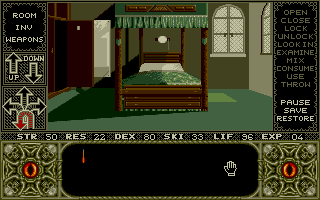 ROOM
INV
WEAPONS
UP
DOWN
OPEN
CLOSE
LOCK
UNLOCK
LOOK IN
EXAMINE
MIX
CONSUME
USE
THROW
PAUSE
SAVE
RESTORE
STR 50 RES 22 DEX 80 SKI 33 LIF 36 EXP 04